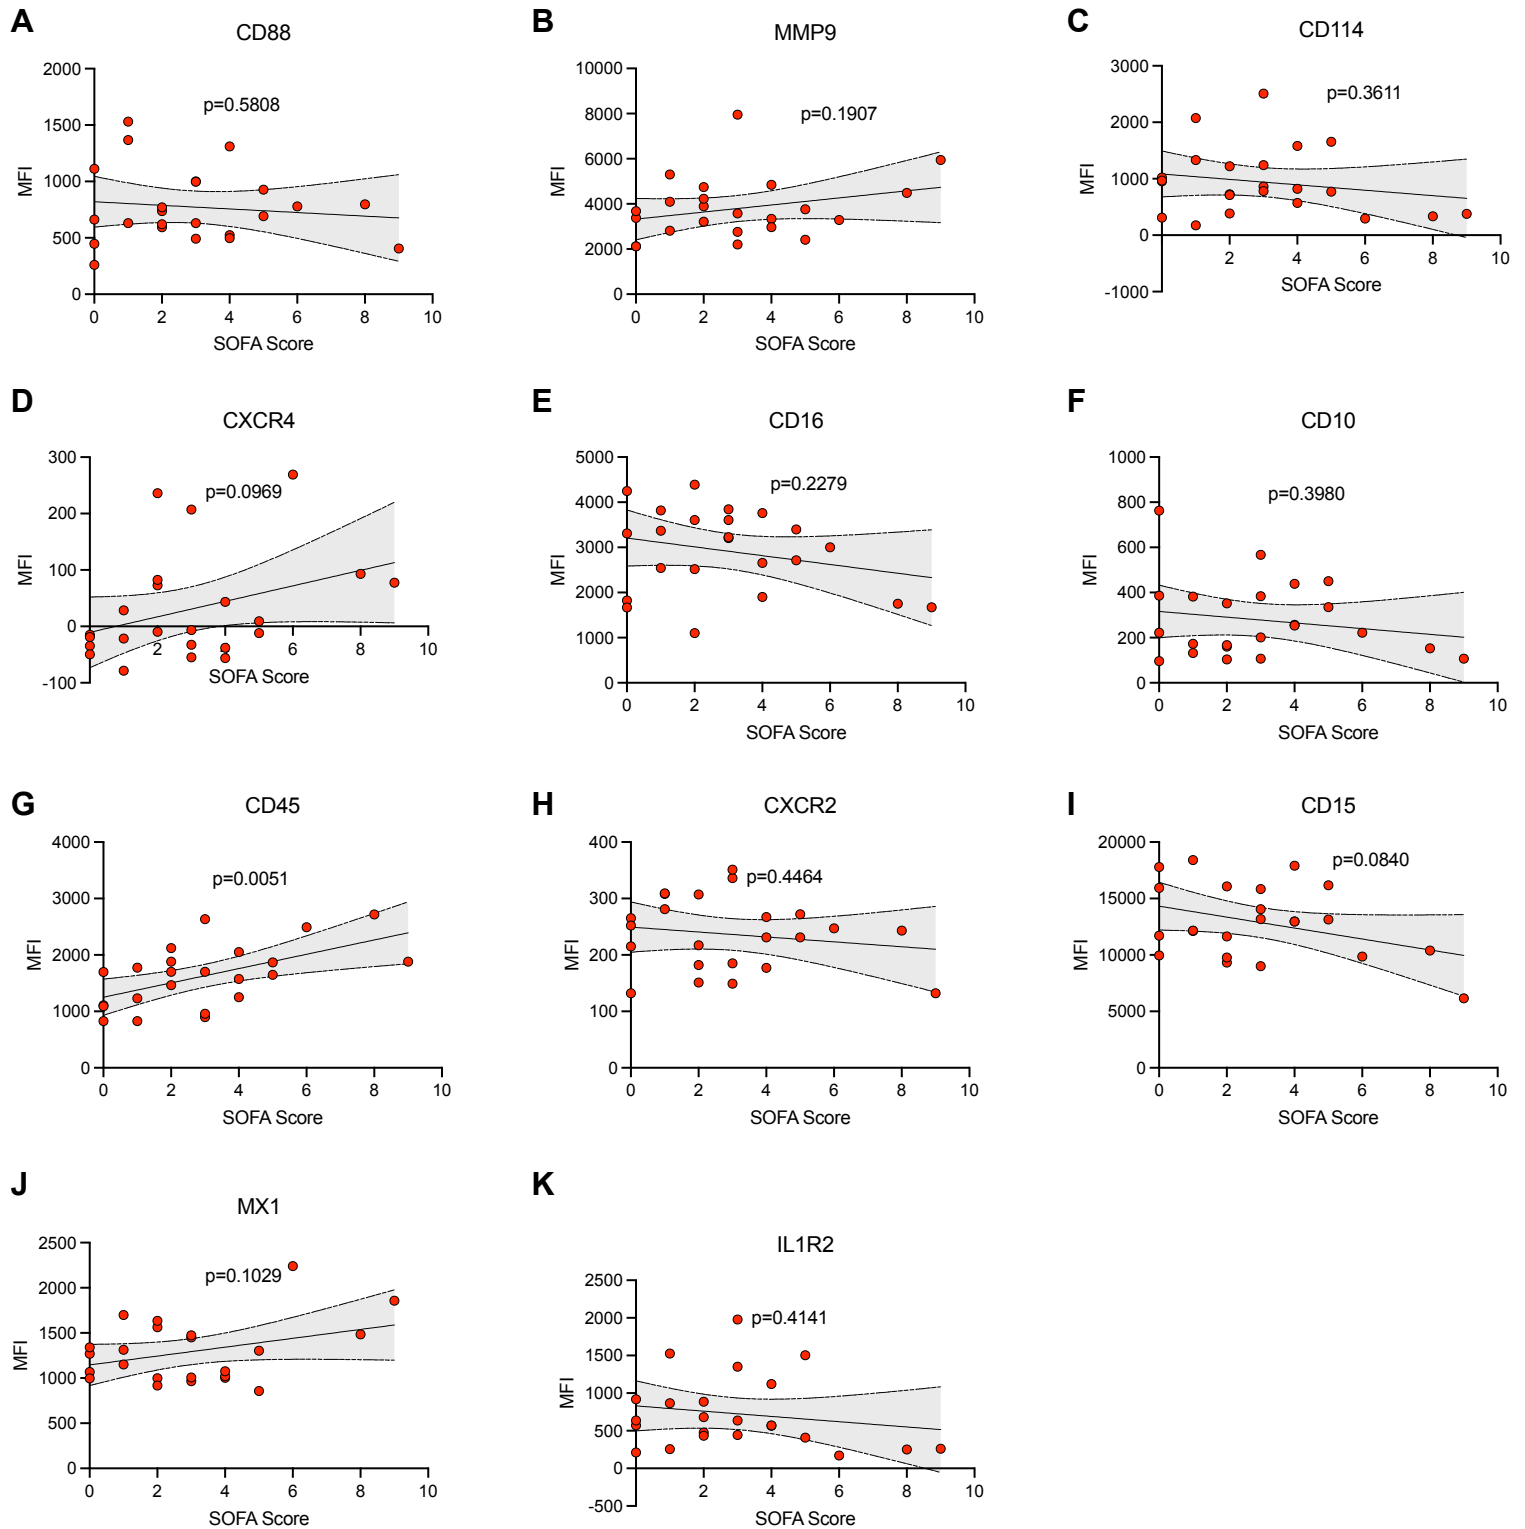 A
CD88
2000
1500
1000
500
0
MFI
p=0.5808
0 2 4 6 8 10
SOFA Score
B
MMP9
10000
8000
6000
4000
2000
0
MFI
p=0.1907
0 2 4 6 8 10
SOFA Score
C
CD114
3000
2000
1000
0
-1000
MFI
p=0.3611
2 4 6 8 10
SOFA Score
D
CXCR4
300
200
100
0
-100
MFI
p=0.0969
2 4 6 8 10
SOFA Score
E
CD16
5000
4000
3000
2000
1000
0
MFI
p=0.2279
0 2 4 6 8 10
SOFA Score
F
CD10
1000
800
600
400
200
0
MFI
p=0.3980
0 2 4 6 8 10
SOFA Score
G
CD45
4000
3000
2000
1000
0
MFI
p=0.0051
0 2 4 6 8 10
SOFA Score
H
CXCR2
400
300
200
100
0
MFI
p=0.4464
0 2 4 6 8 10
SOFA Score
I
CD15
20000
15000
10000
5000
0
MFI
p=0.0840
0 2 4 6 8 10
SOFA Score
J
MX1
2500
2000
1500
1000
500
0
MFI
p=0.1029
0 2 4 6 8 10
SOFA Score
K
IL1R2
2500
2000
1500
1000
500
0
-500
MFI
p=0.4141
2 4 6 8 10
SOFA Score